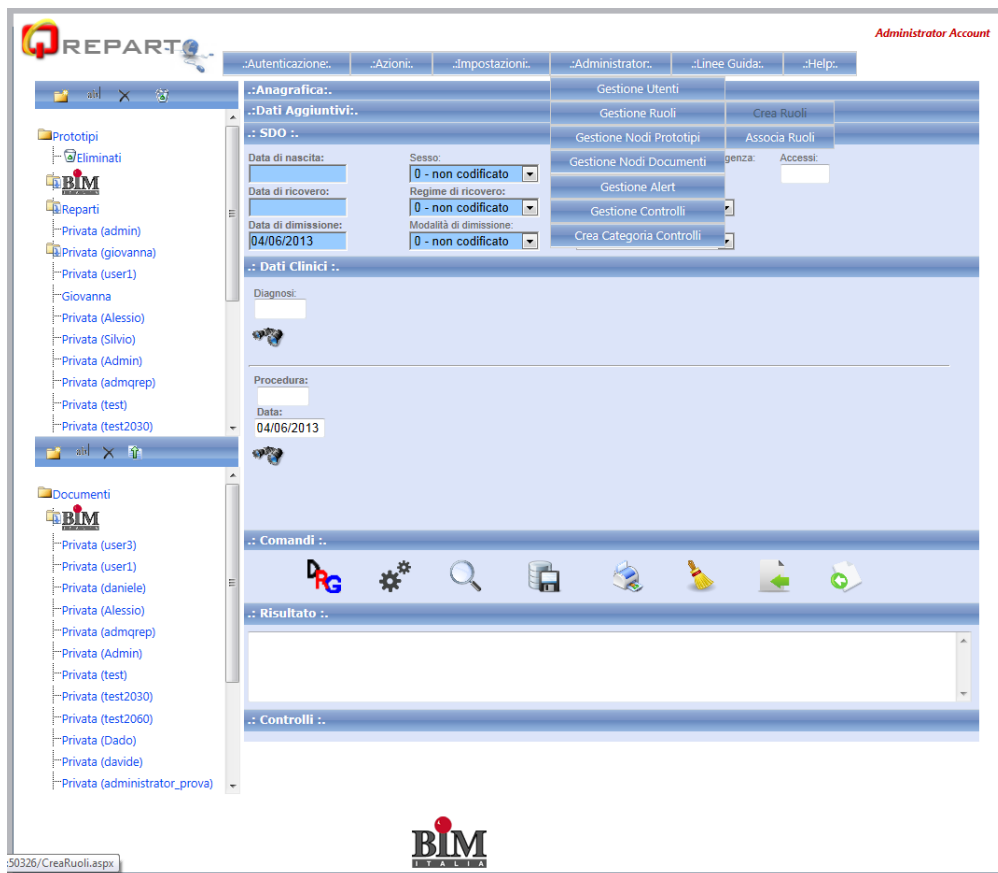 QREPARTO
Administrator Account
.:Autenticazione:. .:Azioni:. .:Impostazioni:. .:Administrator:. .:Linee Guida:. .:Help:.
Gestione Utenti
Gestione Ruoli
Gestione Nodi Prototipi
Gestione Nodi Documenti
Gestione Alert
Gestione Controlli
Crea Categoria Controlli
Crea Ruoli
Associa Ruoli
aid
Prototipi
Eliminati
BIM
ITALIA
Reparti
Privata (admin)
Privata (giovanna)
Privata (user1)
Giovanna
Privata (Alessio)
Privata (Silvio)
Privata (Admin)
Privata (admqrep)
Privata (test)
Privata (test2030)
aid
Documenti
BIM
ITALIA
Privata (user3)
Privata (user1)
Privata (daniele)
Privata (Alessio)
Privata (admqrep)
Privata (Admin)
Privata (test)
Privata (test2030)
Privata (test2060)
Privata (Dado)
Privata (davide)
Privata (administrator_prova)
.:Anagrafica:.
.:Dati Aggiuntivi:.
.: SDO :.
Data di nascita: Sesso: genza: Accessi:
0 - non codificato
Data di ricovero: Regime di ricovero:
0 - non codificato
Data di dimissione: Modalità di dimissione:
04/06/2013 0 - non codificato
.: Dati Clinici :.
Diagnosi:
Procedura:
Data:
04/06/2013
.: Comandi :.
DRG
.: Risultato :.
.: Controlli :.
BIM
ITALIA
:50326/CreaRuoli.aspx